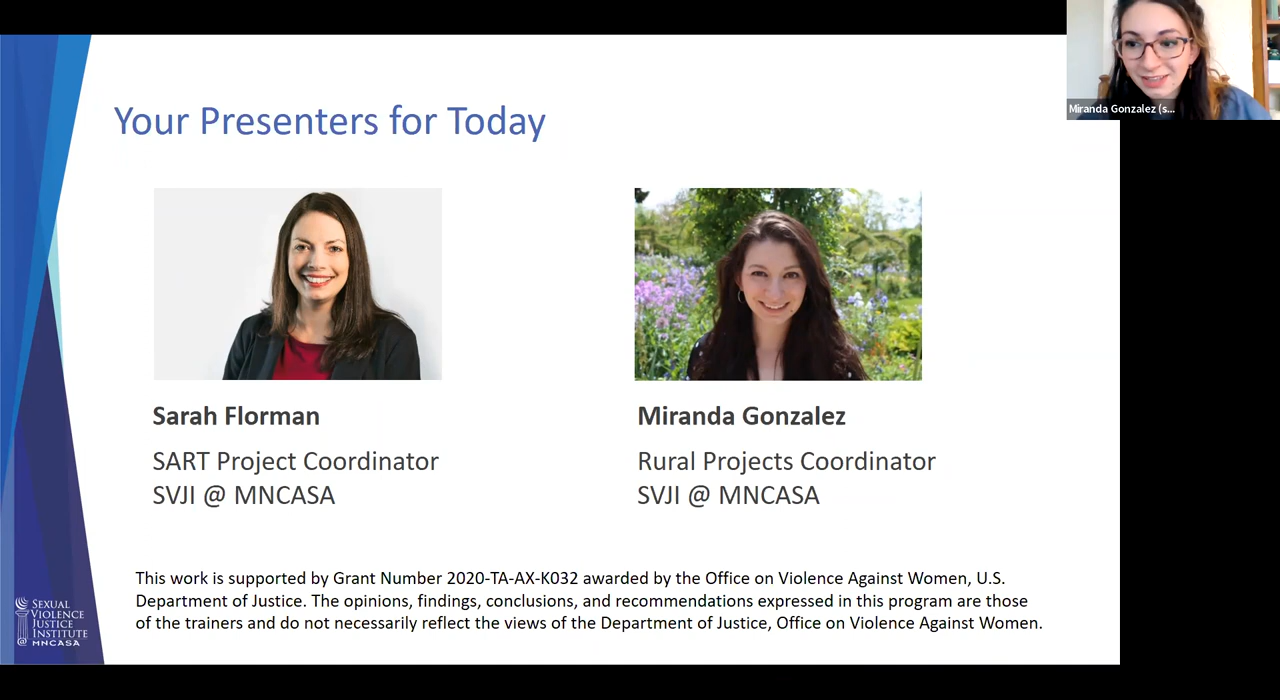 Miranda Gonzalez (s...
Your Presenters for Today
Sarah Florman
SART Project Coordinator
SVJI @ MNCASA
Miranda Gonzalez
Rural Projects Coordinator
SVJI @ MNCASA
This work is supported by Grant Number 2020-TA-AX-K032 awarded by the Office on Violence Against Women, U.S.
Department of Justice. The opinions, findings, conclusions, and recommendations expressed in this program are those
of the trainers and do not necessarily reflect the views of the Department of Justice, Office on Violence Against Women.
SEXUAL
VIOLENCE
JUSTICE
INSTITUTE
@ MNCASA